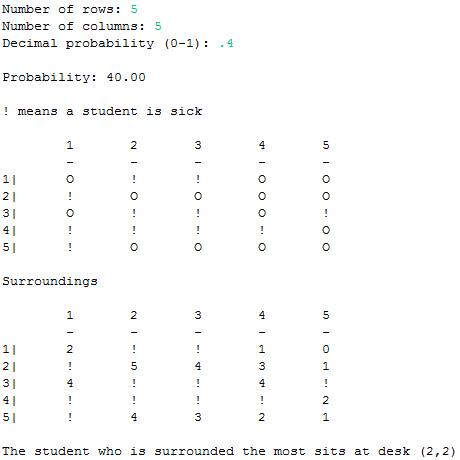 Number of rows: 5
Number of columns: 5
Decimal probability (0-1): .4
Probability: 40.00
! means a student is sick
1 2 3 4 5
- - - - -
1| O ! ! O O
2| ! O O O O
3| O ! ! O !
4| ! ! ! ! O
5| ! O O O O
Surroundings
1 2 3 4 5
- - - - -
1| 2 ! ! 1 0
2| ! 5 4 3 1
3| 4 ! ! 4 !
4| ! ! ! ! 2
5| ! 4 3 2 1
The student who is surrounded the most sits at desk (2,2)